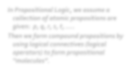 In Propositional Logic, we assume a
collection of atomic propositions are
given: p, q, r, s, t, ....
Then we form compound propositions by
using logical connectives (logical
operators) to form propositional
"molecules".